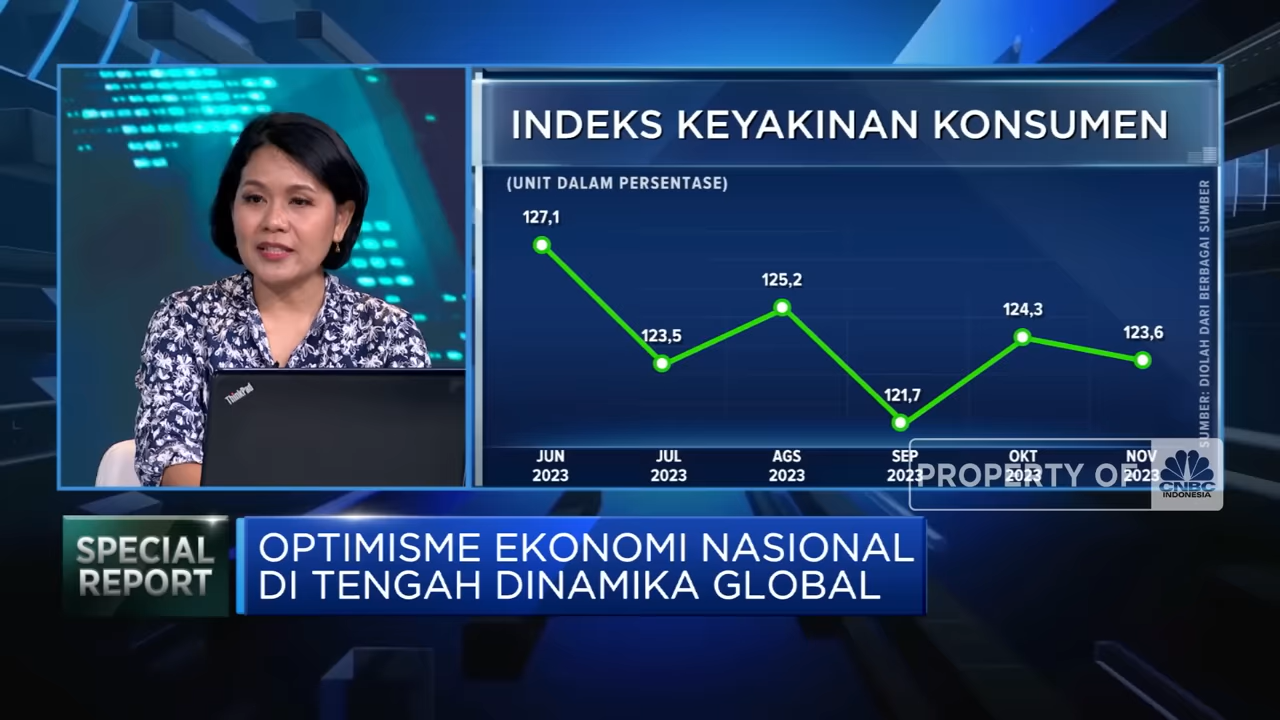 INDEKS KEYAKINAN KONSUMEN
(UNIT DALAM PERSENTASE)
127,1
123,5
125,2
121,7
124,3
123,6
JUN 2023
JUL 2023
AGS 2023
SEP 2023
OKT 2023
NOV 2023
SUMBER: DIOLAH DARI BERBAGAI SUMBER
PROPERTY OF
CNBC
INDONESIA
ThinkPad
SPECIAL
REPORT
OPTIMISME EKONOMI NASIONAL
DI TENGAH DINAMIKA GLOBAL